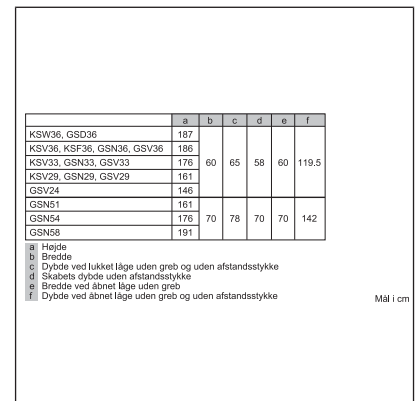 a b c d e f
KSW36, GSD36 187
KSV36, KSF36, GSN36, GSV36 186
KSV33, GSN33, GSV33 176 60 65 58 60 119.5
KSV29, GSN29, GSV29 161
GSV24 146
GSN51 161
GSN54 176 70 78 70 70 142
GSN58 191
a Højde
b Bredde
c Dybde ved lukket låge uden greb og uden afstandsstykke
d Skabets dybde uden afstandsstykke
e Bredde ved åbnet låge uden greb
f Dybde ved åbnet låge uden greb og uden afstandsstykke
Mål i cm